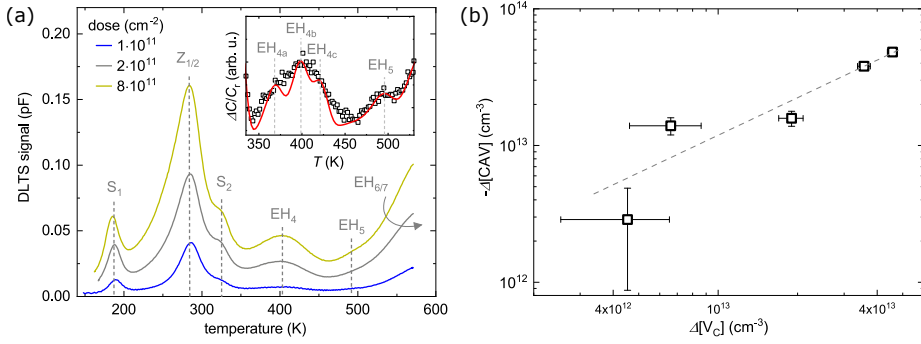 (a)
dose (cm⁻²)
1·10¹¹
2·10¹¹
8·10¹¹
0.20
0.15
0.10
0.05
0.00
DLTS signal (pF)
S₁
Z₁/₂
S₂
EH₄
EH₅
EH₆/₇
200
300
400
500
600
temperature (K)
EH₄ₐ
EH₄b
EH₄c
EH₅
ΔC/Cᵣ (arb. u.)
350
400
450
500
T (K)
(b)
-10¹⁴
10¹³
10¹²
-Δ[CAV] (cm⁻³)
4x10¹²
10¹³
4x10¹³
Δ[V_C] (cm⁻³)